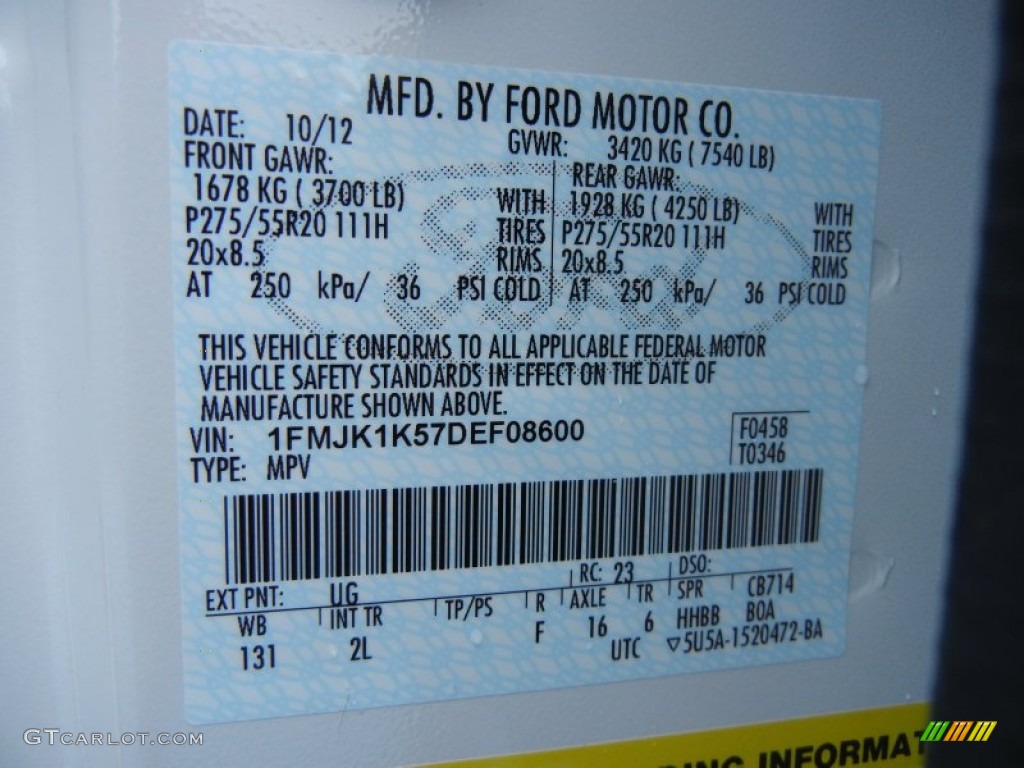 MFD. BY FORD MOTOR CO.
DATE: 10/12 GVWR: 3420 KG ( 7540 LB)
FRONT GAWR: REAR GAWR:
1678 KG ( 3700 LB) WITH 1928 KG ( 4250 LB) WITH
P275/55R20 111H TIRES P275/55R20 111H TIRES
20x8.5 RIMS 20x8.5 RIMS
AT 250 kPa/ 36 PSI COLD AT 250 kPa/ 36 PSI COLD
THIS VEHICLE CONFORMS TO ALL APPLICABLE FEDERAL MOTOR
VEHICLE SAFETY STANDARDS IN EFFECT ON THE DATE OF
MANUFACTURE SHOWN ABOVE.
VIN: 1FMJK1K57DEF08600 F0458
TYPE: MPV T0346
EXT PNT: UG RC: 23 DSO:
WB INT TR TP/PS R AXLE TR SPR CB714
131 2L F 16 6 HHBB BOA
UTC ▽5U5A-1520472-BA
GTCARLOT.COM
ING INFORMAT